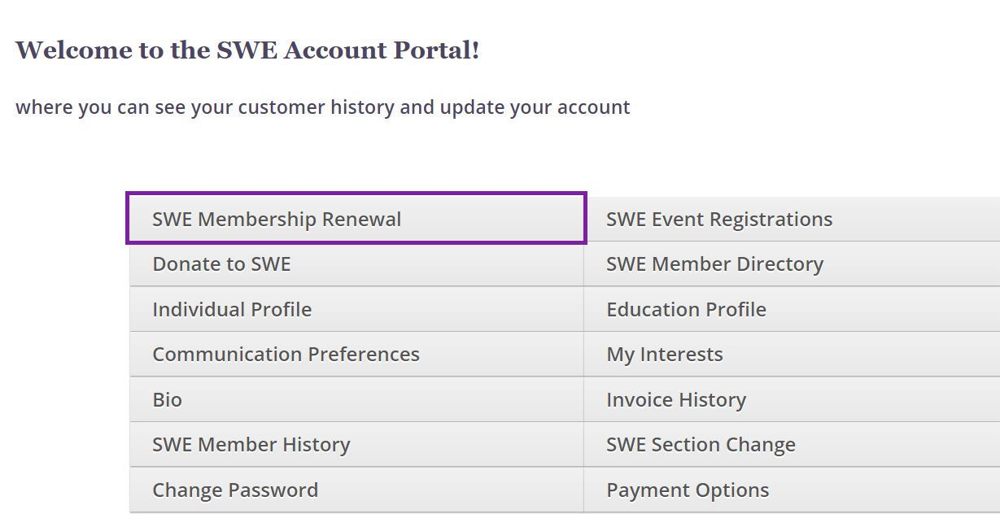 Welcome to the SWE Account Portal!
where you can see your customer history and update your account
SWE Membership Renewal
SWE Event Registrations
Donate to SWE
SWE Member Directory
Individual Profile
Education Profile
Communication Preferences
My Interests
Bio
Invoice History
SWE Member History
SWE Section Change
Change Password
Payment Options